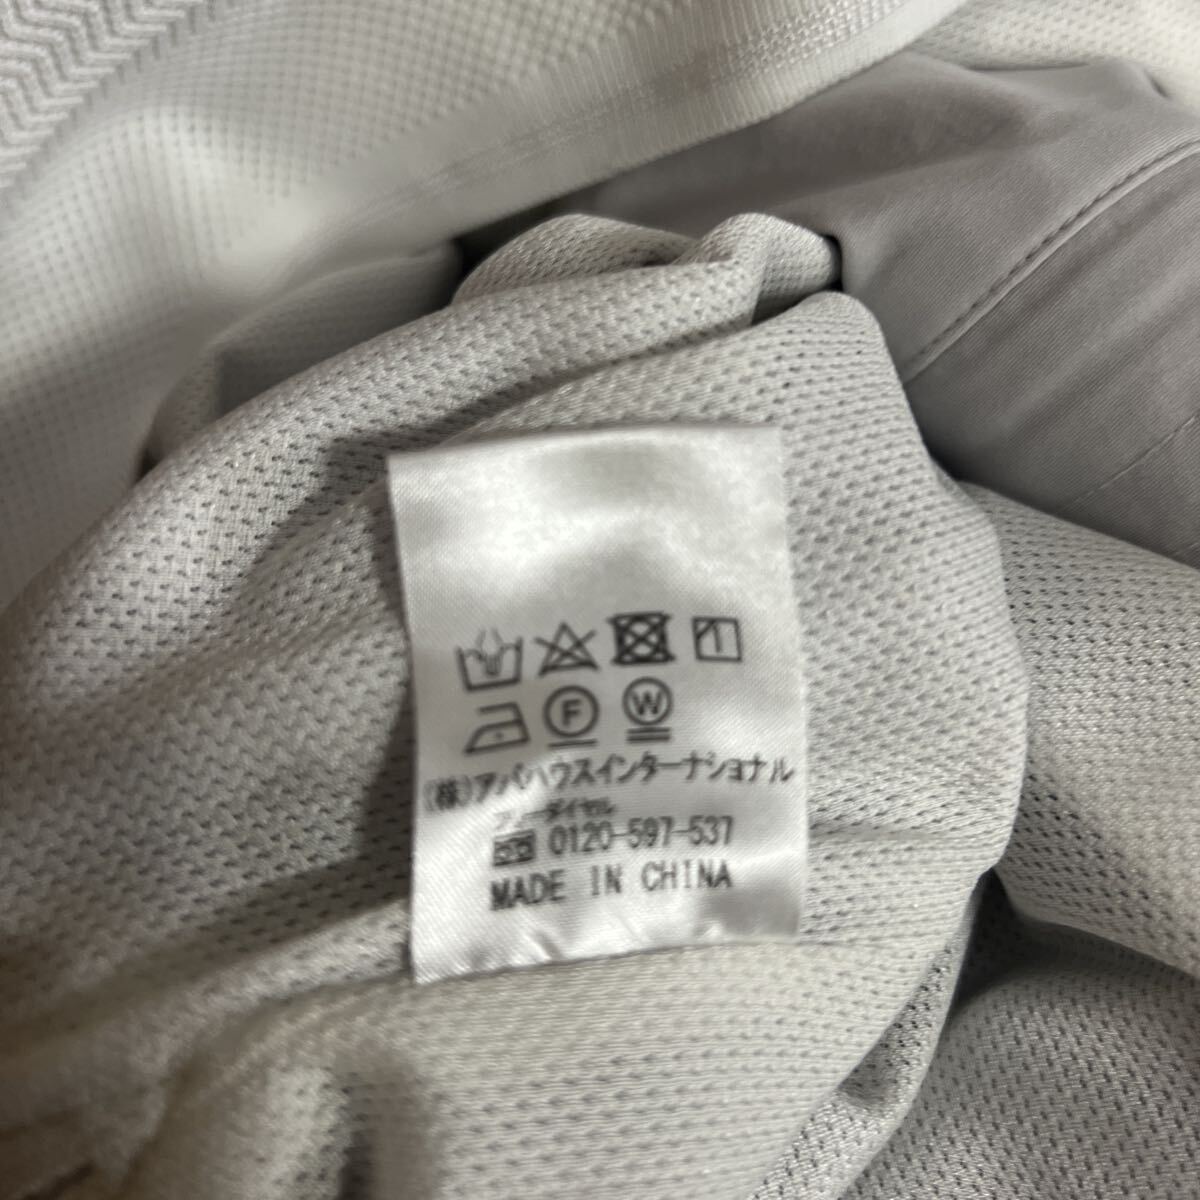 F W
(株)アバハウスインターナショナル
フリーダイヤル
0120-597-537
MADE IN CHINA